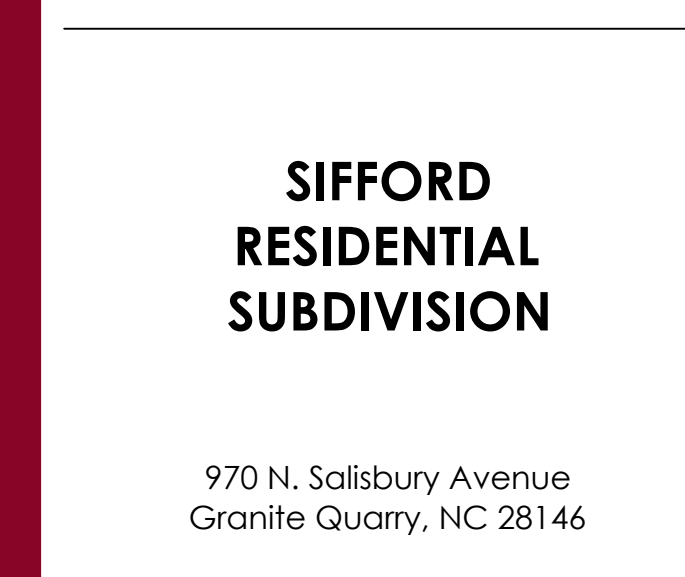 SIFFORD
RESIDENTIAL
SUBDIVISION
970 N. Salisbury Avenue
Granite Quarry, NC 28146